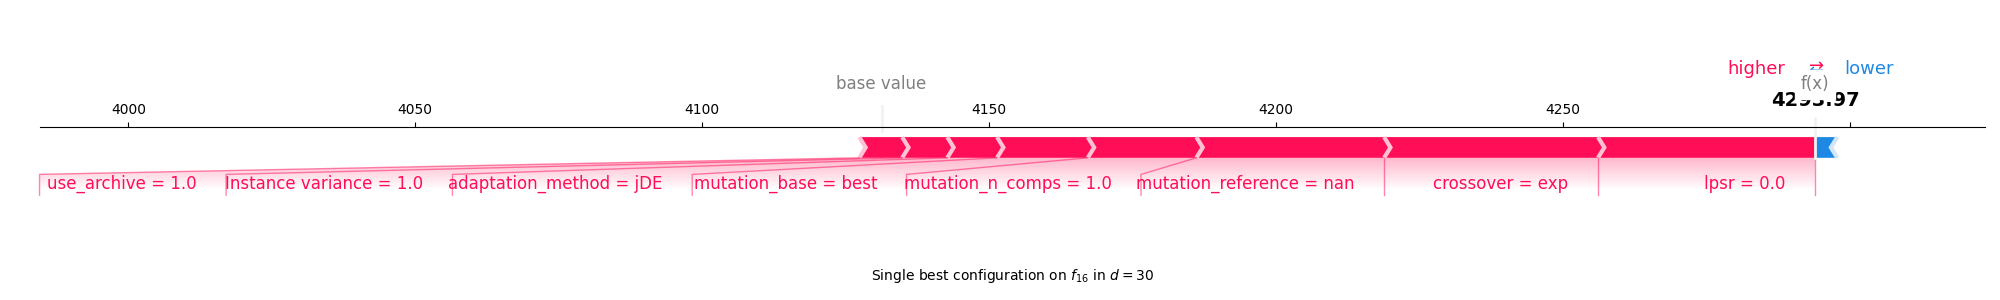 higher ⇄ lower
base value f(x)
4293.97
4000 4050 4100 4150 4200 4250
use_archive = 1.0 Instance variance = 1.0 adaptation_method = jDE mutation_base = best mutation_n_comps = 1.0 mutation_reference = nan crossover = exp lpsr = 0.0
Single best configuration on f₁₆ in d = 30